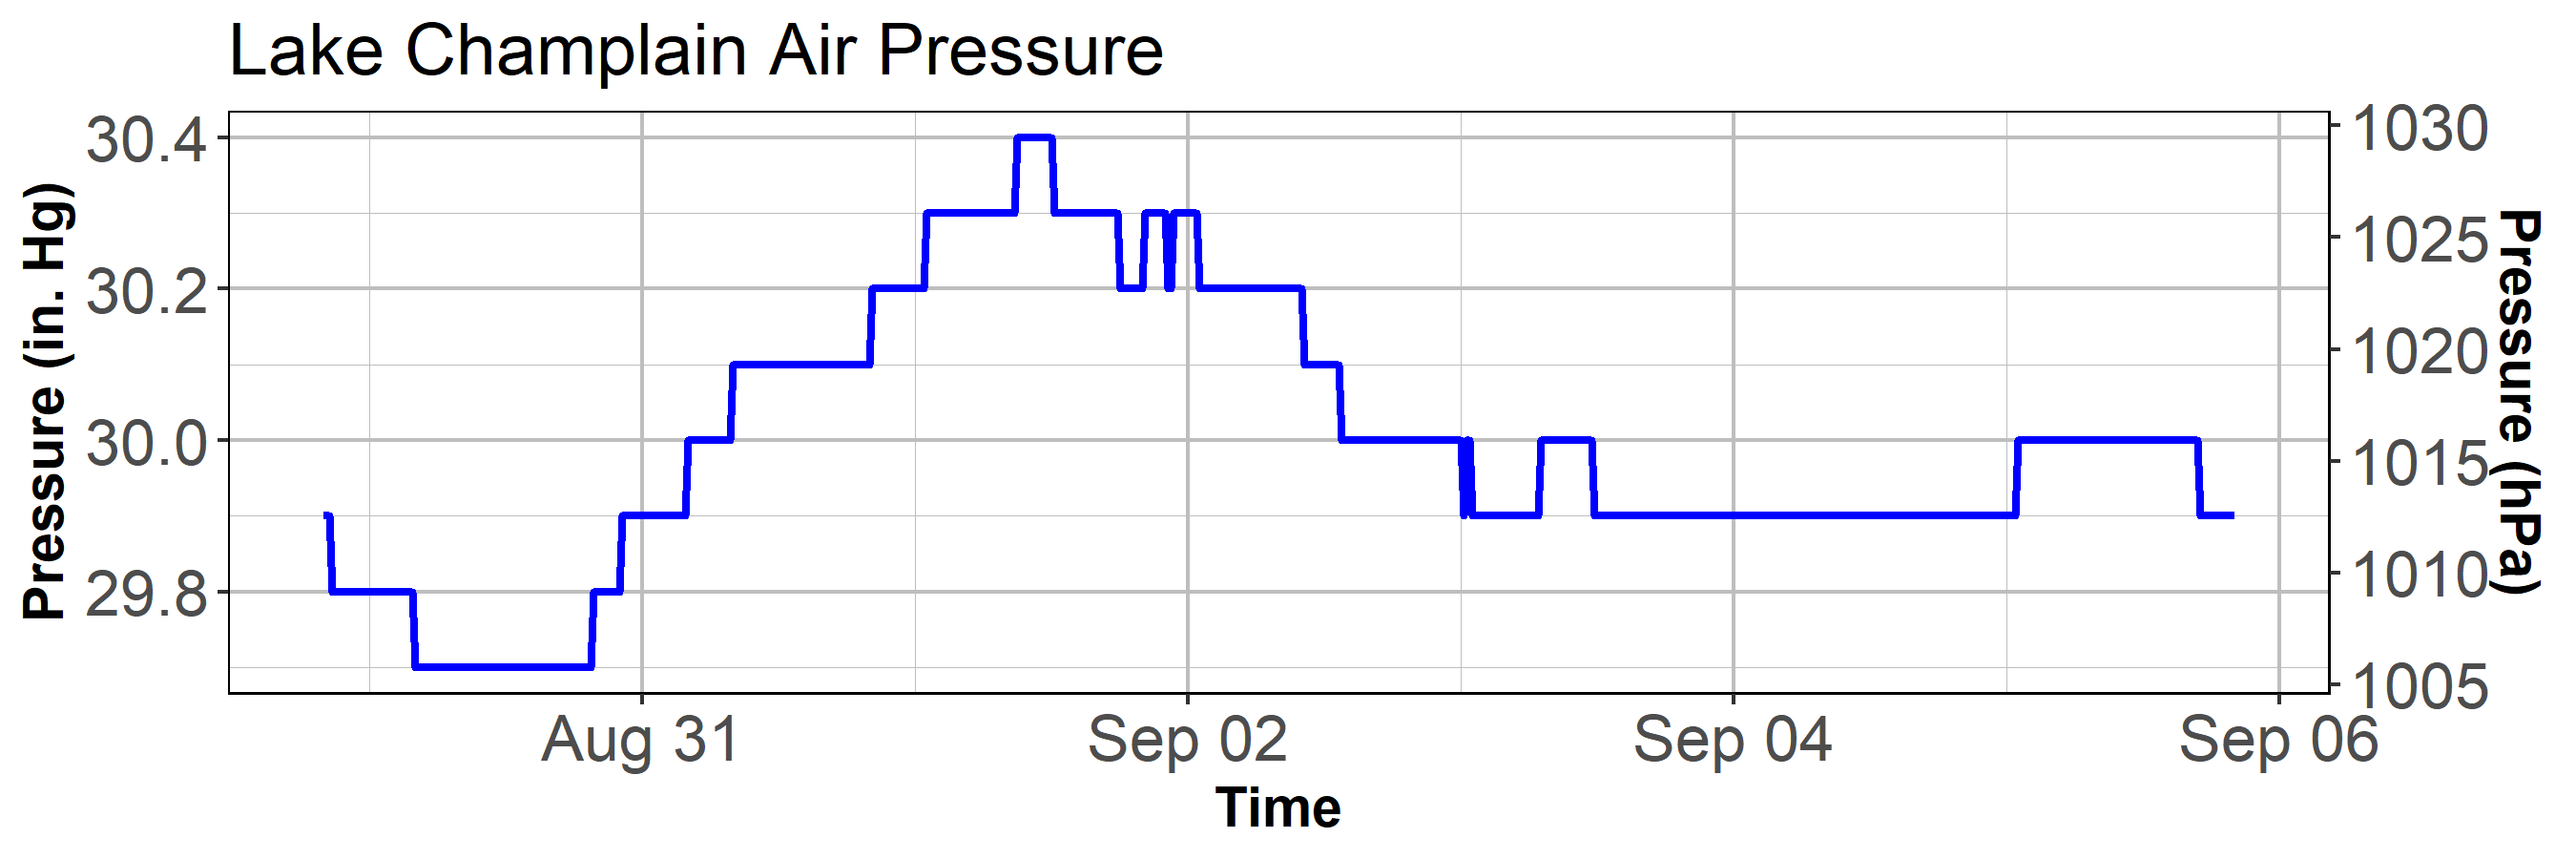 Lake Champlain Air Pressure
Pressure (in. Hg)
30.4
30.2
30.0
29.8
1030
1025
1020
1015
1010
1005
Pressure (hPa)
Aug 31
Sep 02
Sep 04
Sep 06
Time